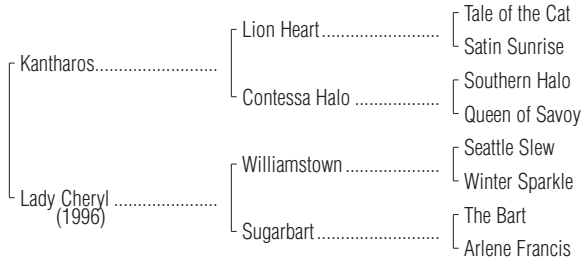 Tale of the Cat
Lion Heart
Satin Sunrise
Kantharos
Southern Halo
Contessa Halo
Queen of Savoy
Seattle Slew
Williamstown
Winter Sparkle
Lady Cheryl
(1996)
The Bart
Sugarbart
Arlene Francis